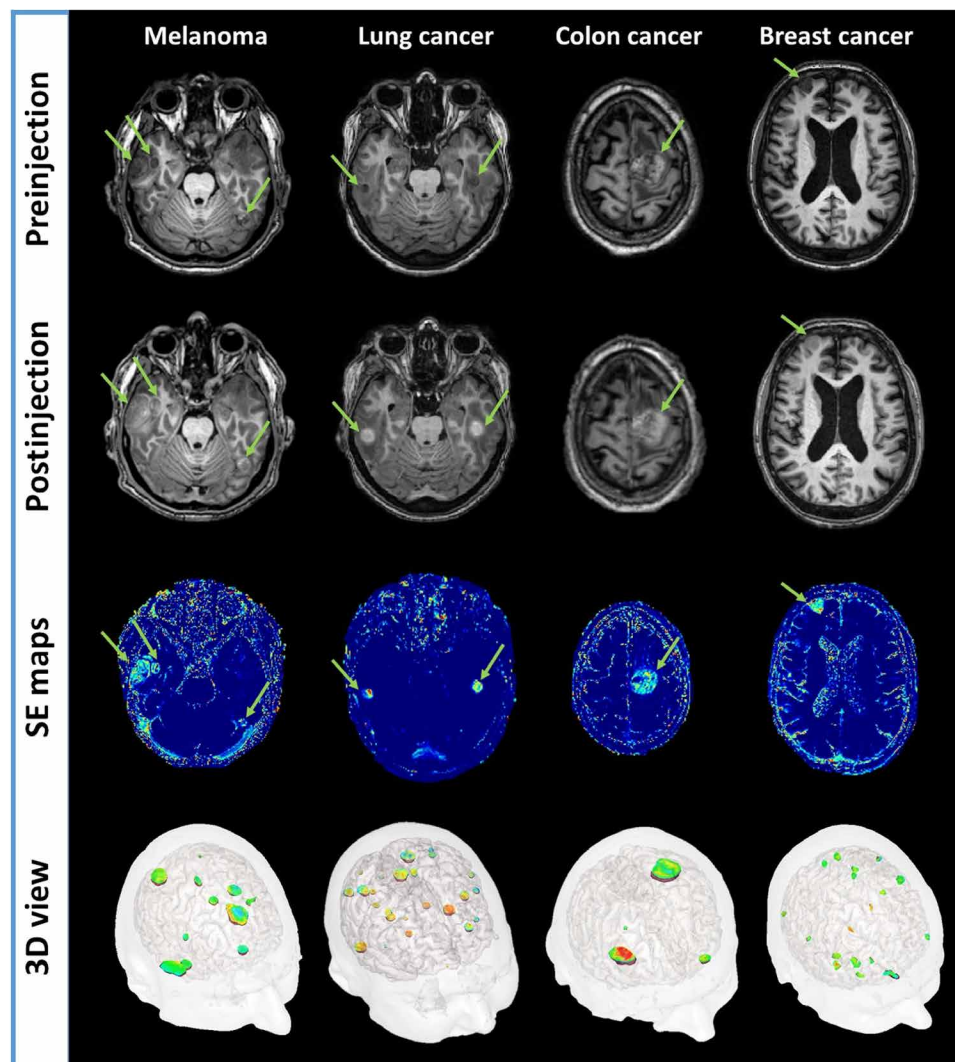 Melanoma
Lung cancer
Colon cancer
Breast cancer
Preinjection
Postinjection
SE maps
3D view